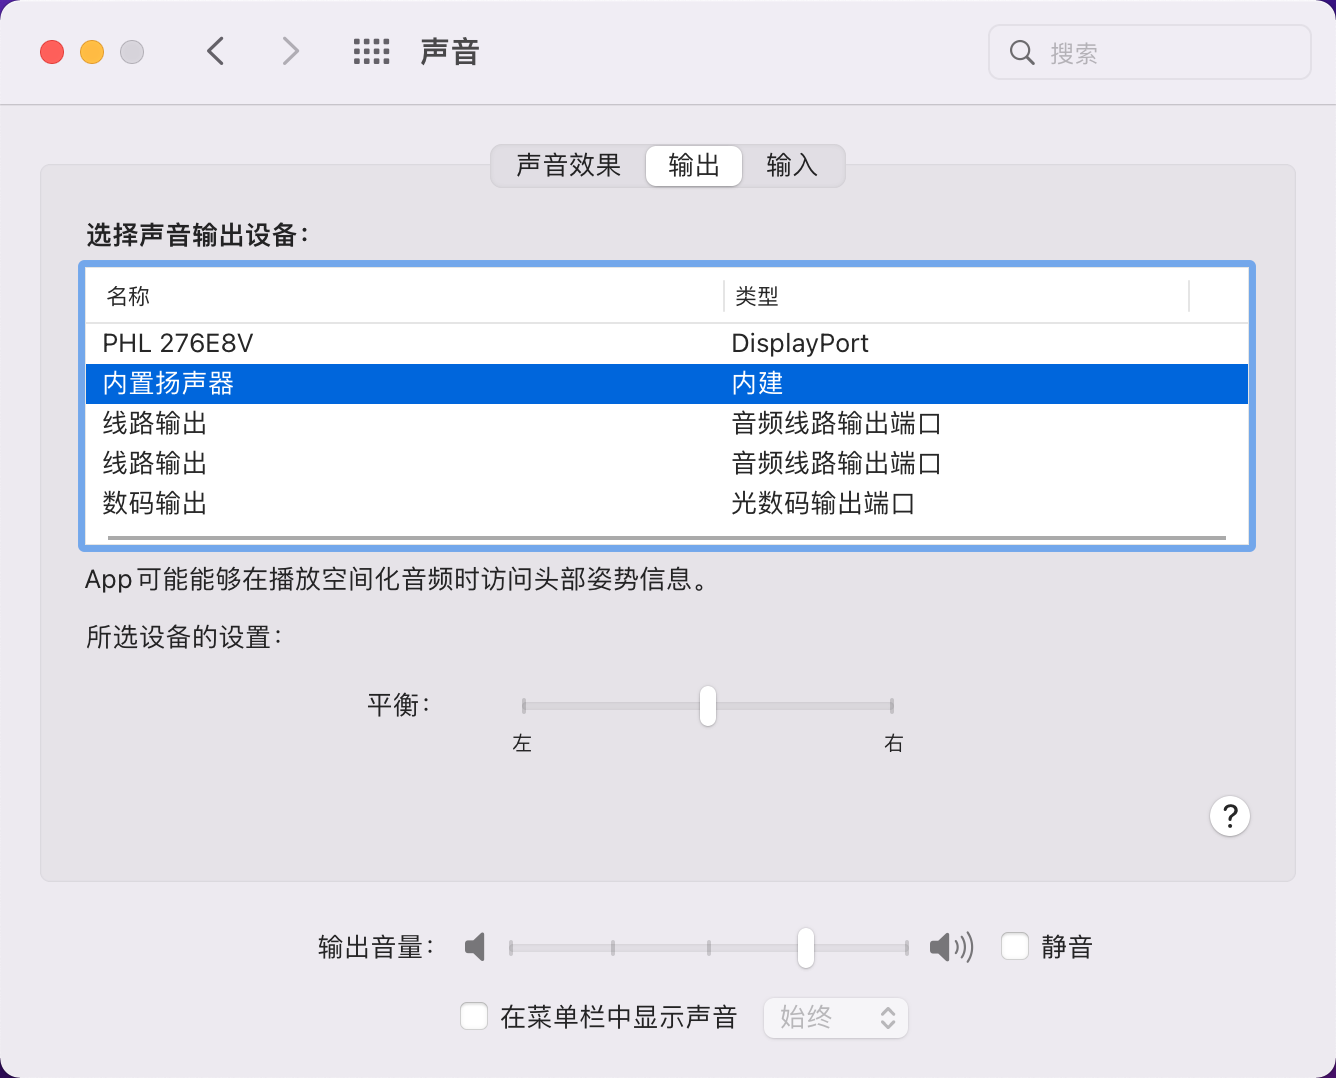 声音
搜索
声音效果 输出 输入
选择声音输出设备：
名称 类型
PHL 276E8V DisplayPort
内置扬声器 内建
线路输出 音频线路输出端口
线路输出 音频线路输出端口
数码输出 光数码输出端口
App可能能够在播放空间化音频时访问头部姿势信息。
所选设备的设置：
平衡：
左 右
?
输出音量： 静音
在菜单栏中显示声音 始终